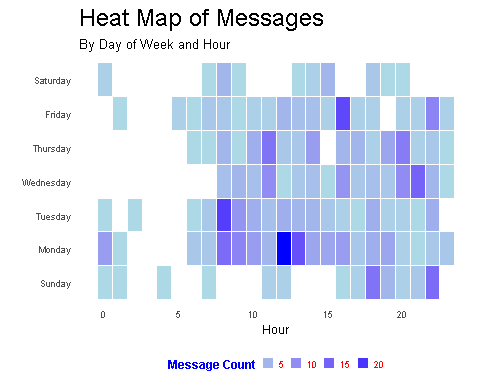 Heat Map of Messages
By Day of Week and Hour
Saturday
Friday
Thursday
Wednesday
Tuesday
Monday
Sunday
0 5 10 15 20
Hour
Message Count 5 10 15 20